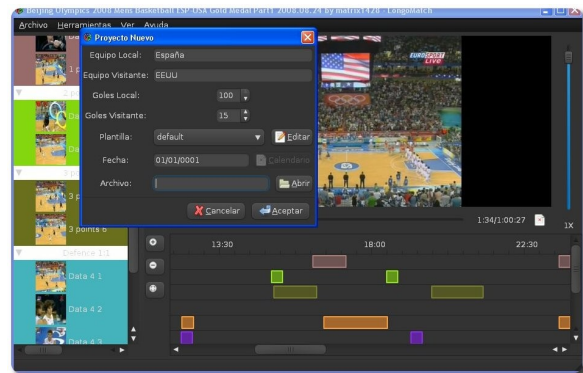 Beijing Olympics 2008 Mens Basketball ESP USA Gold Medal Part1 2008.08.24 by matrix1428 - LongoMatch
Archivo Herramientas Ver Ayuda
Proyecto Nuevo
Equipo Local: España
Equipo Visitante: EEUU
Goles Local: 100
Goles Visitante: 15
Plantilla: default Editar
Fecha: 01/01/0001 Calendario
Archivo: Abrir
Cancelar Aceptar
EUROSPORT
LIVE
1:34/1:00:27 1X
3 points 6
Defence 1:1
Data 4 1
Data 4 2
Data 4 3
13:30 18:00 22:30